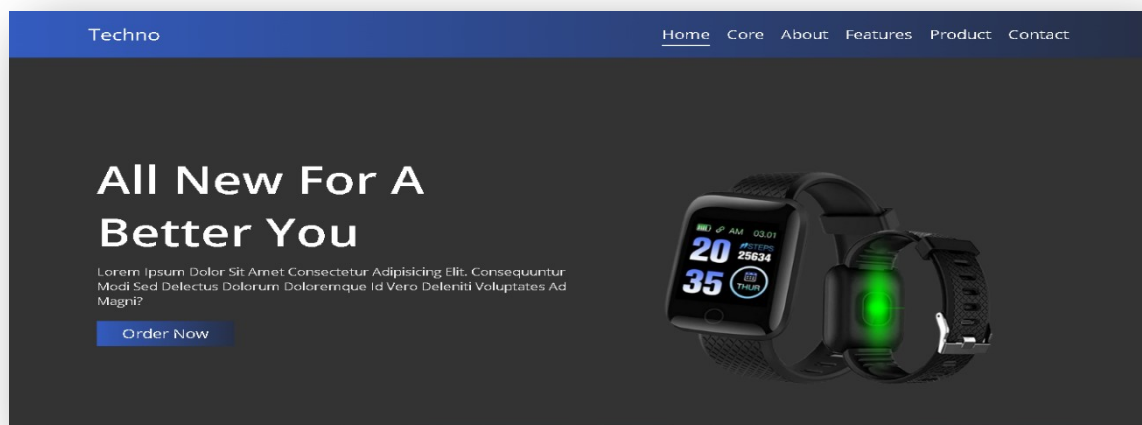 Techno
Home Core About Features Product Contact
All New For A
Better You
Lorem Ipsum Dolor Sit Amet Consectetur Adipisicing Elit. Consequuntur
Modi Sed Delectus Dolorum Doloremque Id Vero Deleniti Voluptates Ad
Magni?
Order Now
AM 03.01
20 STEPS
25634
35 THUR